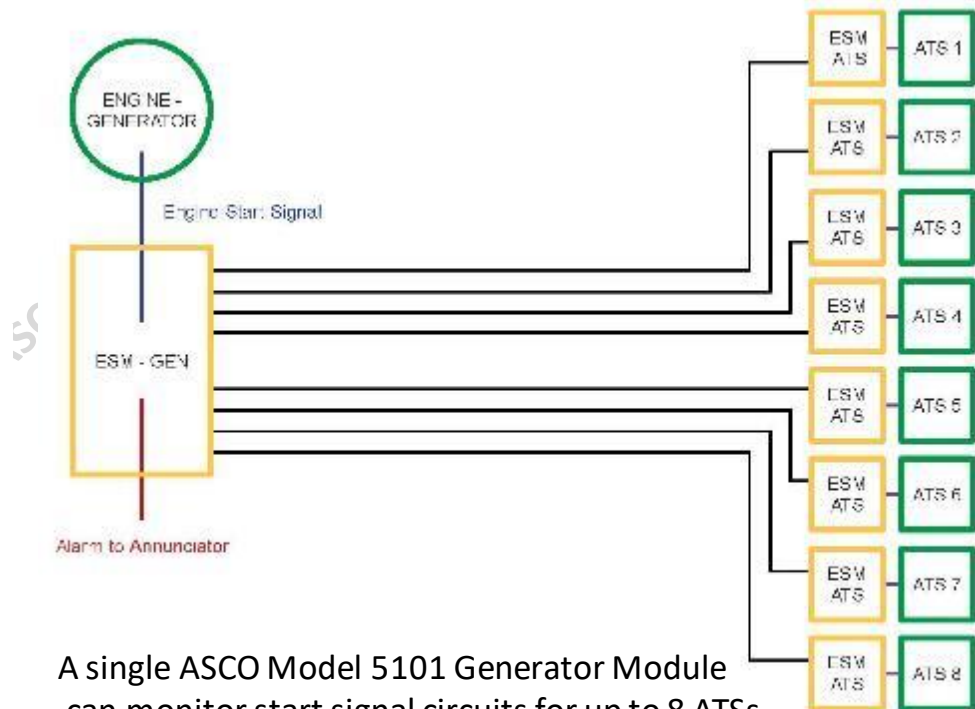 ENGINE -
GENERATOR
Engine Start Signal
ESM - GEN
Alarm to Annunciator
ESM
ATS
ATS 1
ESM
ATS
ATS 2
ESM
ATS
ATS 3
ESM
ATS
ATS 4
ESM
ATS
ATS 5
ESM
ATS
ATS 6
ESM
ATS
ATS 7
ESM
ATS
ATS 8
A single ASCO Model 5101 Generator Module
can monitor start signal circuits for up to 8 ATSs